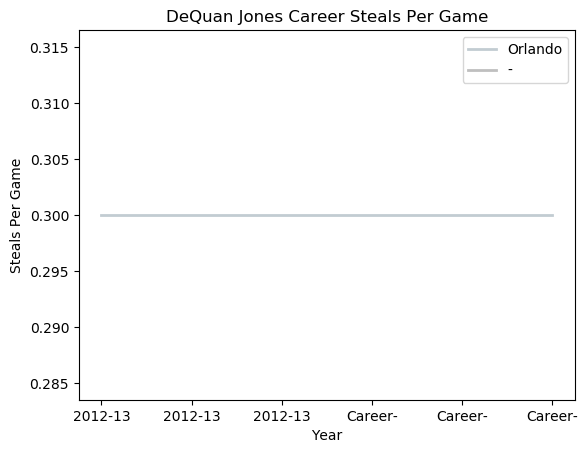 DeQuan Jones Career Steals Per Game
Orlando
-
0.315
0.310
0.305
0.300
0.295
0.290
0.285
Steals Per Game
2012-13 2012-13 2012-13 Career- Career- Career-
Year